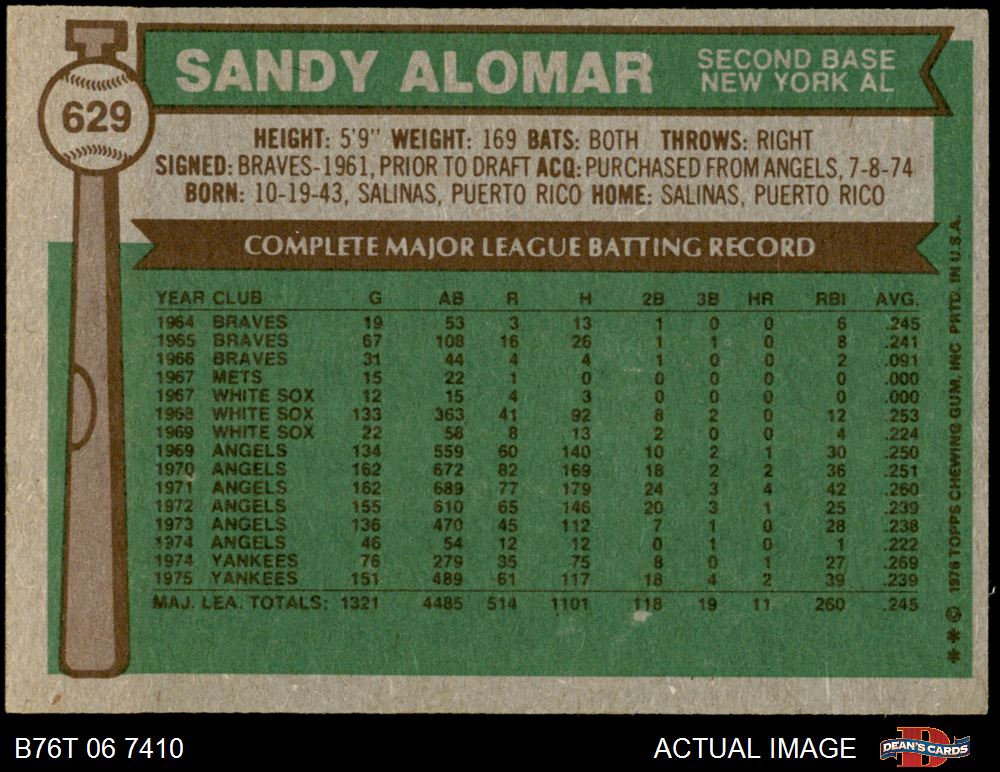 SANDY ALOMAR
SECOND BASE
NEW YORK AL
629
HEIGHT: 5'9" WEIGHT: 169 BATS: BOTH THROWS: RIGHT
SIGNED: BRAVES-1961, PRIOR TO DRAFT ACQ: PURCHASED FROM ANGELS, 7-8-74
BORN: 10-19-43, SALINAS, PUERTO RICO HOME: SALINAS, PUERTO RICO
COMPLETE MAJOR LEAGUE BATTING RECORD
YEAR CLUB G AB R H 2B 3B HR RBI AVG.
1964 BRAVES 19 53 3 13 1 0 0 6 .245
1965 BRAVES 67 108 16 26 1 1 0 8 .241
1966 BRAVES 31 44 4 4 1 0 0 2 .091
1967 METS 15 22 1 0 0 0 0 0 .000
1967 WHITE SOX 12 15 4 3 0 0 0 0 .000
1968 WHITE SOX 133 363 41 92 8 2 0 12 .253
1969 WHITE SOX 22 58 8 13 2 0 0 4 .224
1969 ANGELS 134 559 60 140 10 2 1 30 .250
1970 ANGELS 162 672 82 169 18 2 2 36 .251
1971 ANGELS 162 689 77 179 24 3 4 42 .260
1972 ANGELS 155 610 65 146 20 3 1 25 .239
1973 ANGELS 136 470 45 112 7 1 0 28 .238
1974 ANGELS 46 54 12 12 0 1 0 1 .222
1974 YANKEES 76 279 35 75 8 0 1 27 .269
1975 YANKEES 151 489 61 117 18 4 2 39 .239
MAJ. LEA. TOTALS: 1321 4485 514 1101 118 19 11 260 .245
** © 1976 TOPPS CHEWING GUM, INC PRTD. IN U.S.A.
B76T 06 7410
ACTUAL IMAGE
DEAN'S CARDS